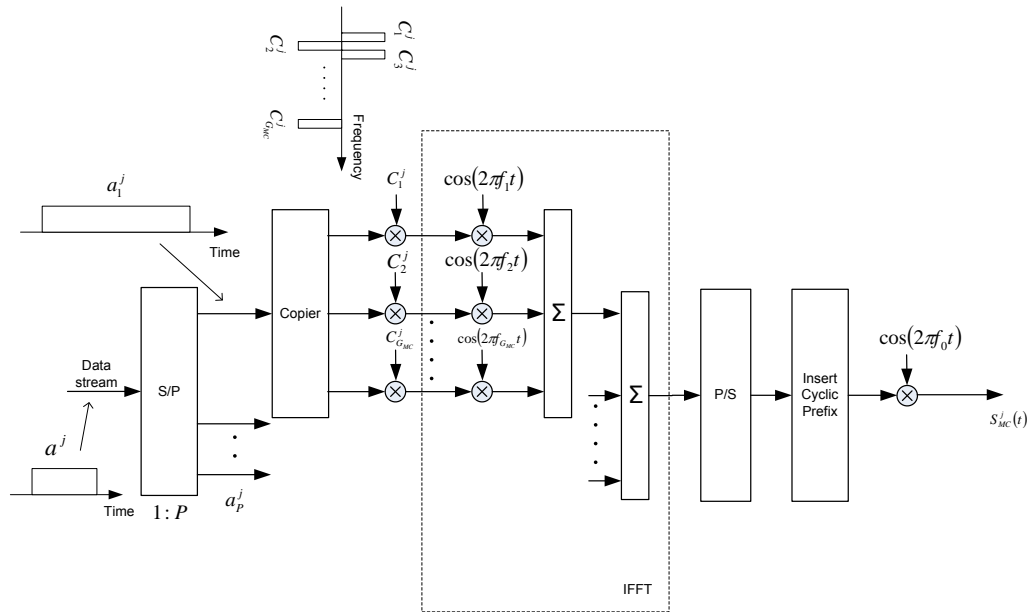 C_1^j
C_2^j
C_3^j
C_{G_{MC}}^j
Frequency
a_1^j
Time
C_1^j
cos(2πf_1t)
C_2^j
cos(2πf_2t)
C_{G_{MC}}^j
cos(2πf_{G_{MC}}t)
Copier
Σ
Data
stream
S/P
Σ
P/S
Insert
Cyclic
Prefix
cos(2πf_0t)
S_{MC}^j(t)
a^j
Time
1:P
a_P^j
IFFT